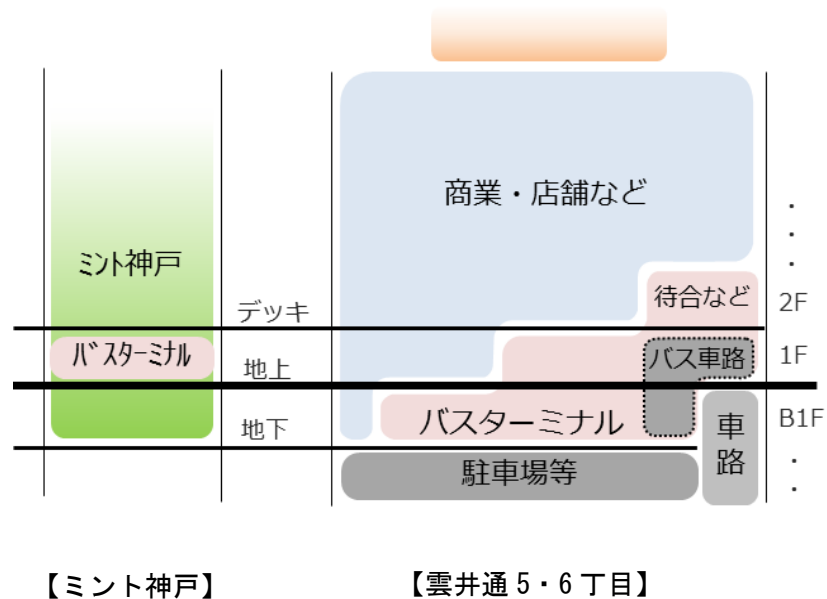 商業・店舗など
ﾐﾝﾄ神戸
・
・
・
待合など
2F
デッキ
ﾊﾞｽﾀｰﾐﾅﾙ
バス車路
1F
地上
バスターミナル
車路
B1F
地下
駐車場等
・
・
【ミント神戸】
【雲井通5・6丁目】